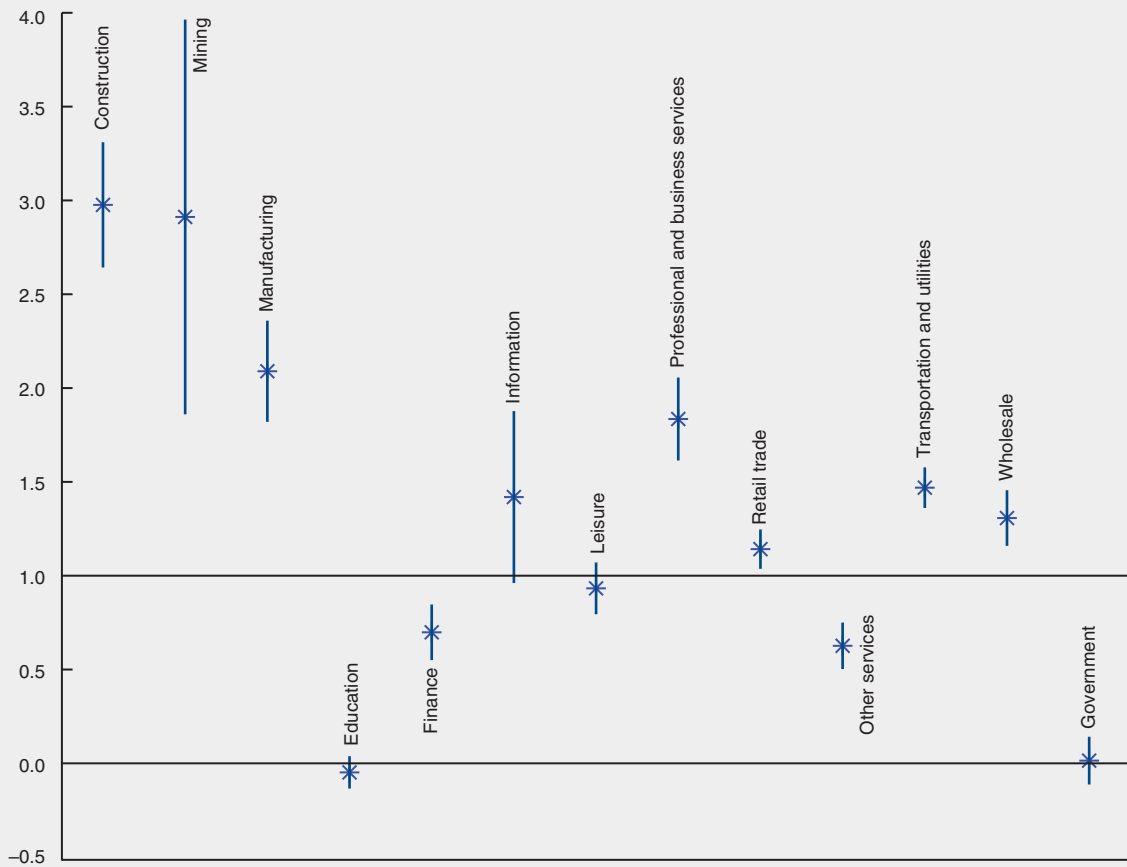 4.0
3.5
3.0
2.5
2.0
1.5
1.0
0.5
0.0
–0.5
Construction
Mining
Manufacturing
Education
Finance
Information
Leisure
Professional and business services
Retail trade
Other services
Transportation and utilities
Wholesale
Government